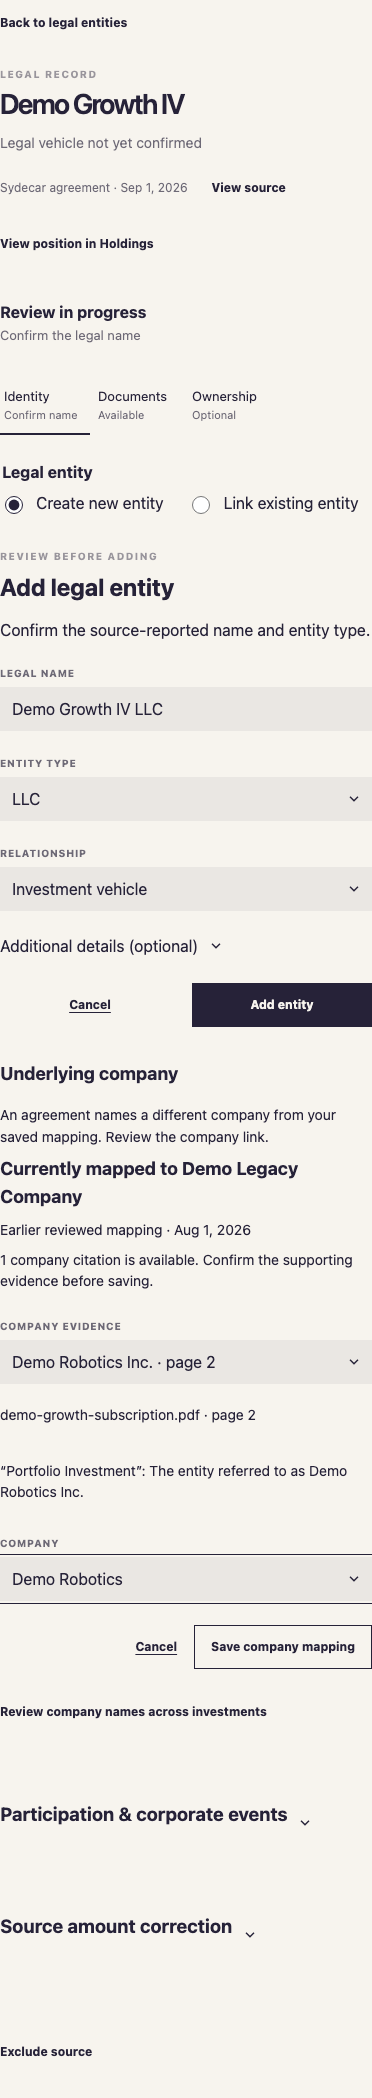 Back to legal entities
LEGAL RECORD
Demo Growth IV
Legal vehicle not yet confirmed
Sydecar agreement · Sep 1, 2026 View source
View position in Holdings
Review in progress
Confirm the legal name
Identity Documents Ownership
Confirm name Available Optional
Legal entity
Create new entity Link existing entity
REVIEW BEFORE ADDING
Add legal entity
Confirm the source-reported name and entity type.
LEGAL NAME
Demo Growth IV LLC
ENTITY TYPE
LLC
RELATIONSHIP
Investment vehicle
Additional details (optional)
Cancel Add entity
Underlying company
An agreement names a different company from your
saved mapping. Review the company link.
Currently mapped to Demo Legacy
Company
Earlier reviewed mapping · Aug 1, 2026
1 company citation is available. Confirm the supporting
evidence before saving.
COMPANY EVIDENCE
Demo Robotics Inc. · page 2
demo-growth-subscription.pdf · page 2
“Portfolio Investment”: The entity referred to as Demo
Robotics Inc.
COMPANY
Demo Robotics
Cancel Save company mapping
Review company names across investments
Participation & corporate events
Source amount correction
Exclude source